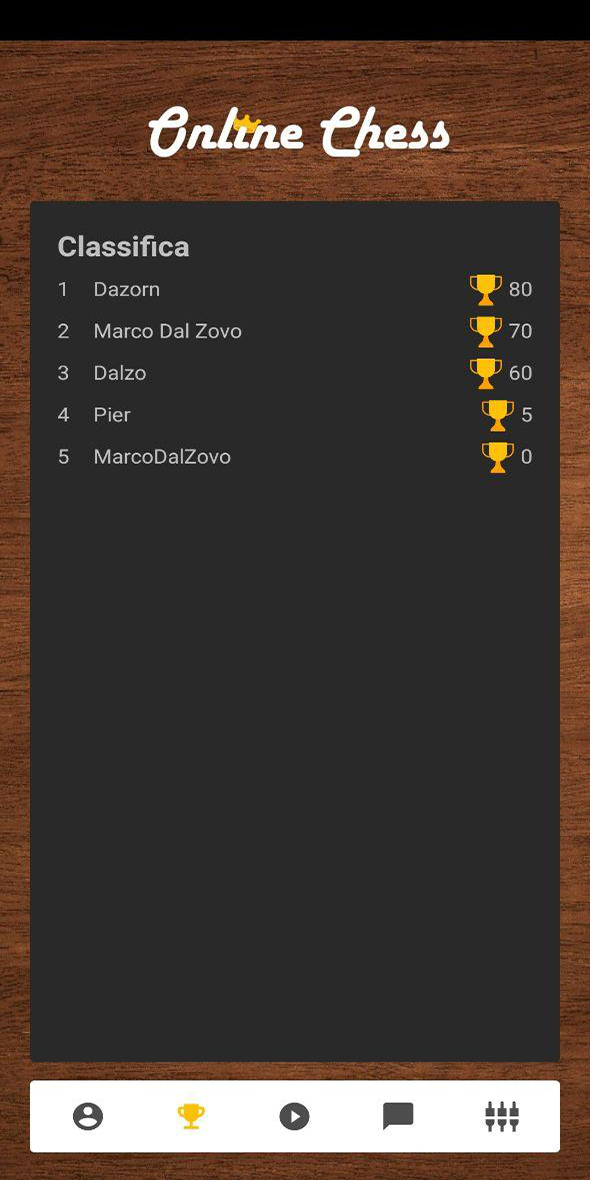 Online Chess
Classifica
1 Dazorn 80
2 Marco Dal Zovo 70
3 Dalzo 60
4 Pier 5
5 MarcoDalZovo 0